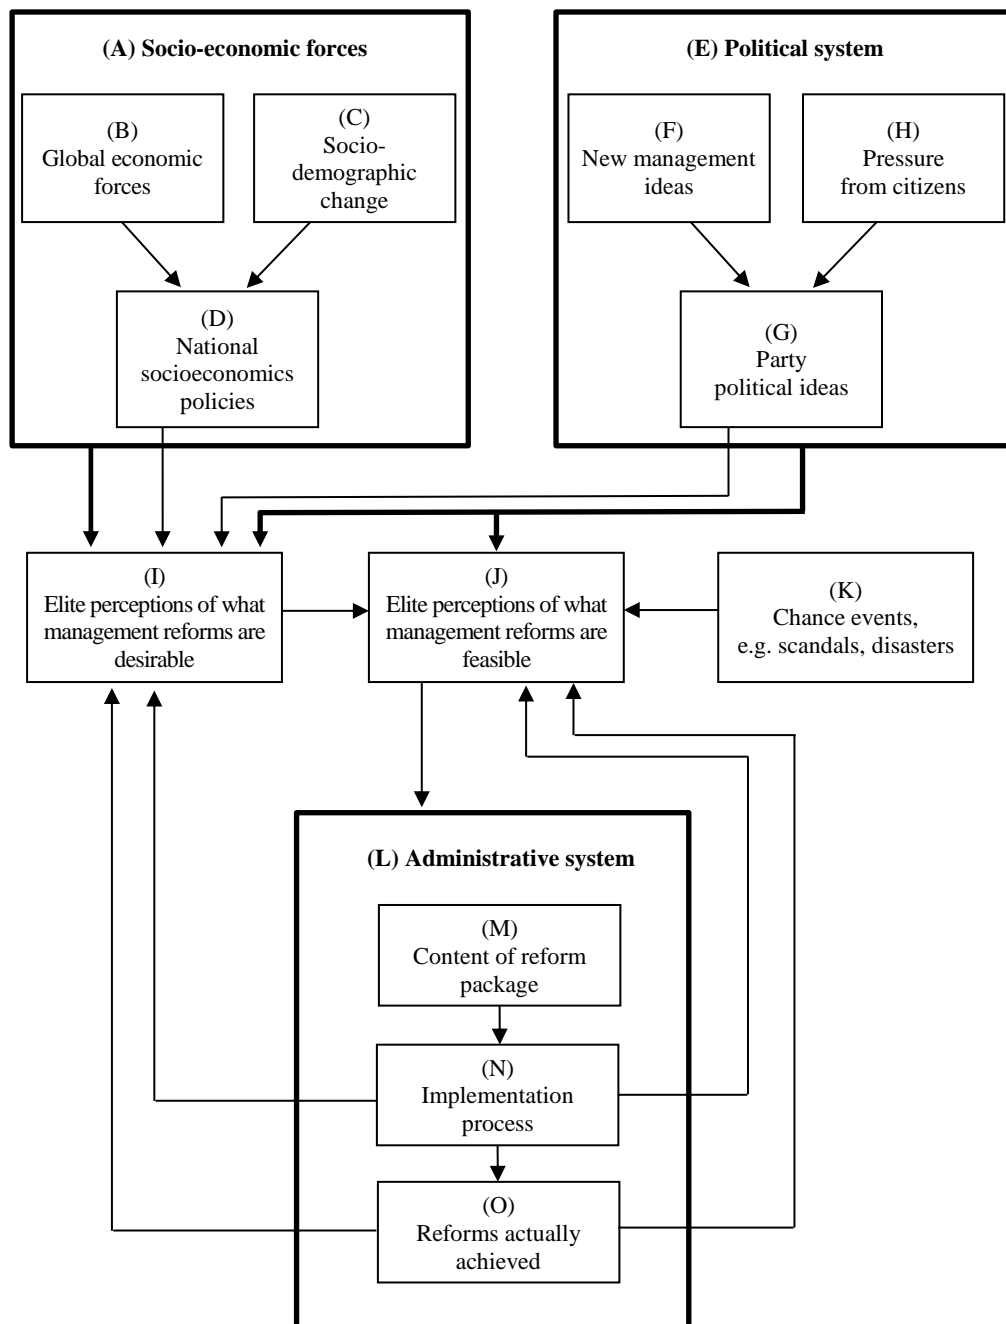 (A) Socio-economic forces
(E) Political system
(B)
Global economic
forces
(C)
Socio-
demographic
change
(F)
New management
ideas
(H)
Pressure
from citizens
(D)
National
socioeconomics
policies
(G)
Party
political ideas
(I)
Elite perceptions of what
management reforms are
desirable
(J)
Elite perceptions of what
management reforms are
feasible
(K)
Chance events,
e.g. scandals, disasters
(L) Administrative system
(M)
Content of reform
package
(N)
Implementation
process
(O)
Reforms actually
achieved